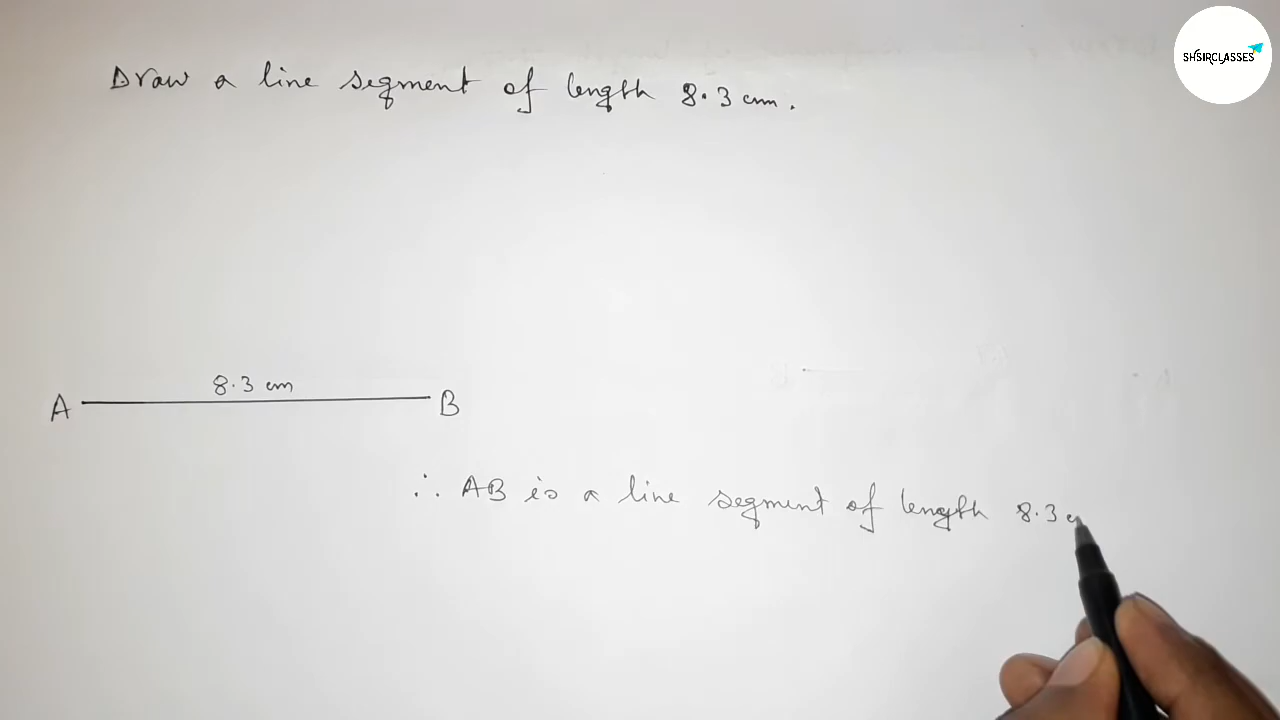 SHSIRCLASSES
Draw a line segment of length 8.3 cm.
8.3 cm
A B
∴ AB is a line segment of length 8.3 c